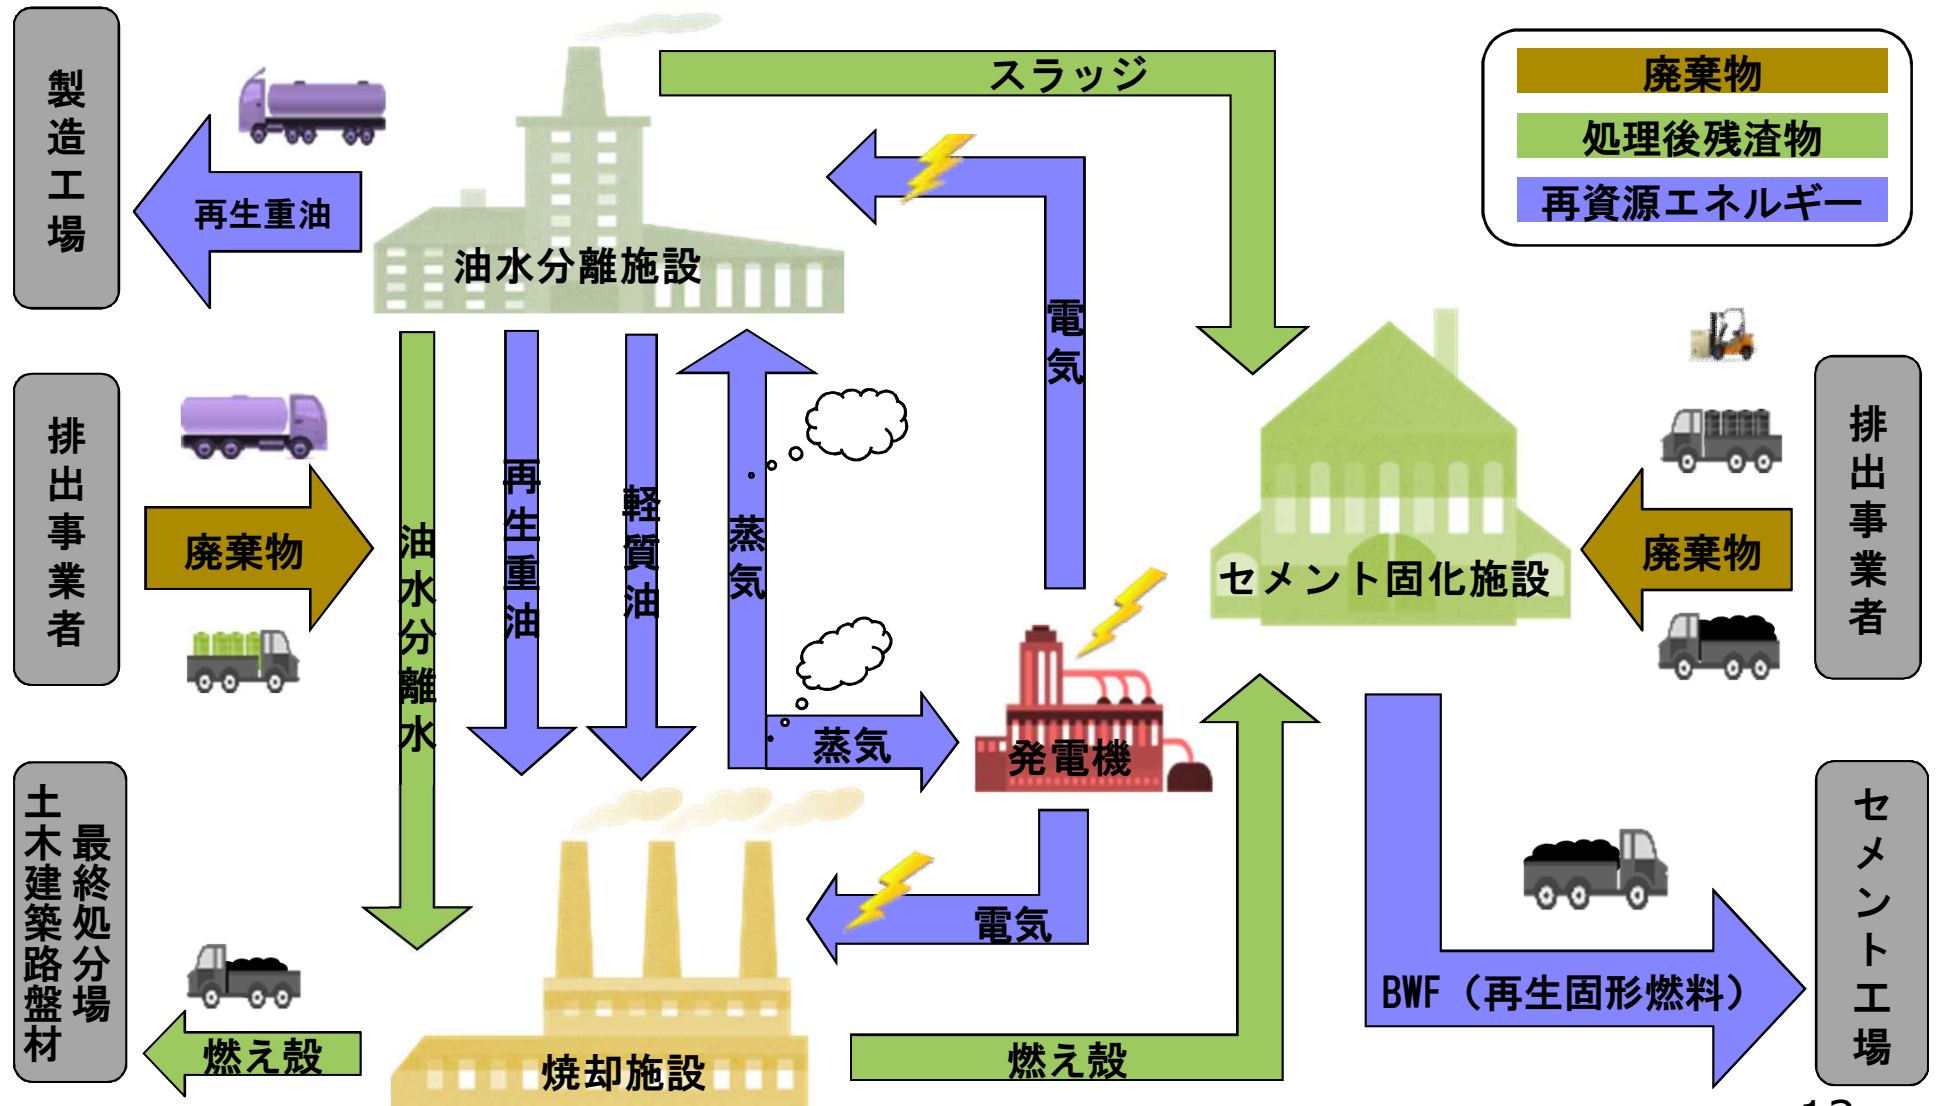 製造工場
再生重油
油水分離施設
スラッジ
廃棄物
処理後残渣物
再資源エネルギー
電気
排出事業者
廃棄物
油水分離水
再生重油
軽質油
蒸気
蒸気
発電機
セメント固化施設
廃棄物
排出事業者
最終処分場
土木建築路盤材
燃え殻
焼却施設
電気
燃え殻
BWF（再生固形燃料）
セメント工場